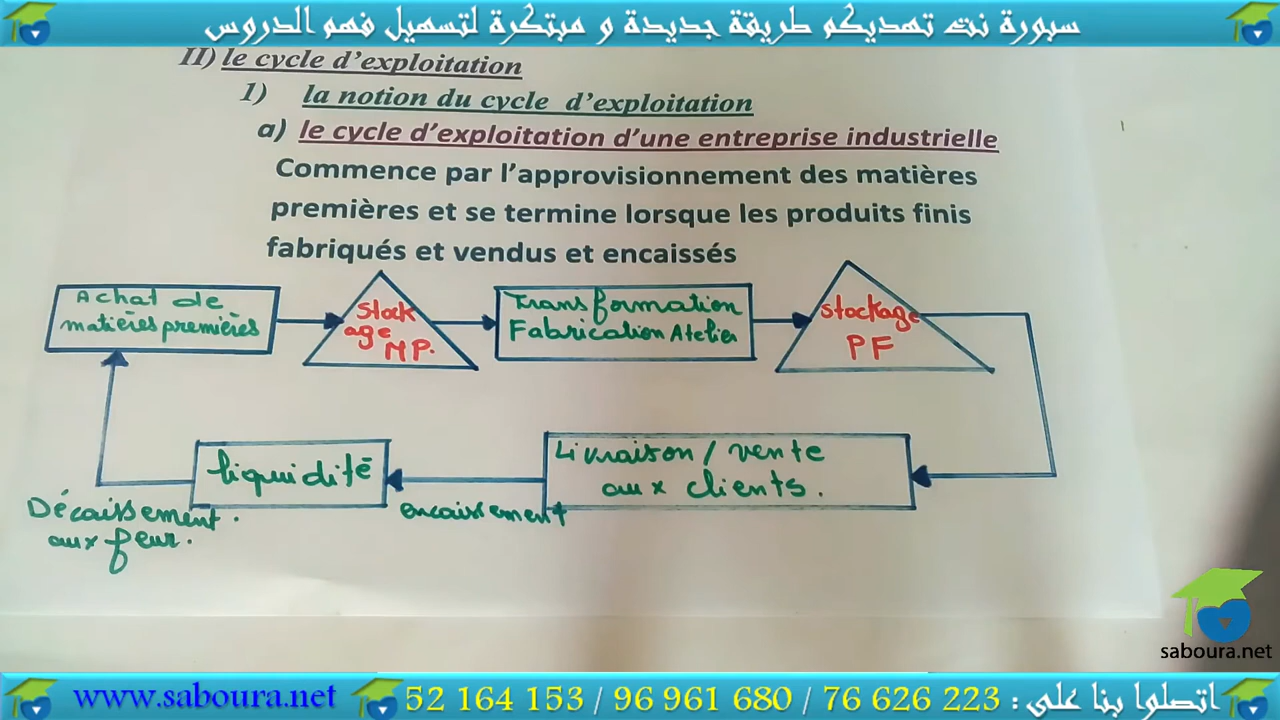 سبورة نت تهديكم طريقة جديدة و مبتكرة لتسهيل فهم الدروس
II) le cycle d'exploitation
1) la notion du cycle d'exploitation
a) le cycle d'exploitation d'une entreprise industrielle
Commence par l'approvisionnement des matières
premières et se termine lorsque les produits finis
fabriqués et vendus et encaissés
Achat de
matières premières
Stock
age
MP.
Transformation
Fabrication Atelier
stockage
PF
Livraison / vente
aux clients.
encaissement
liquidité
Décaissement.
aux feur.
saboura.net
www.saboura.net
52 164 153 / 96 961 680 / 76 626 223 : اتصلوا بنا على